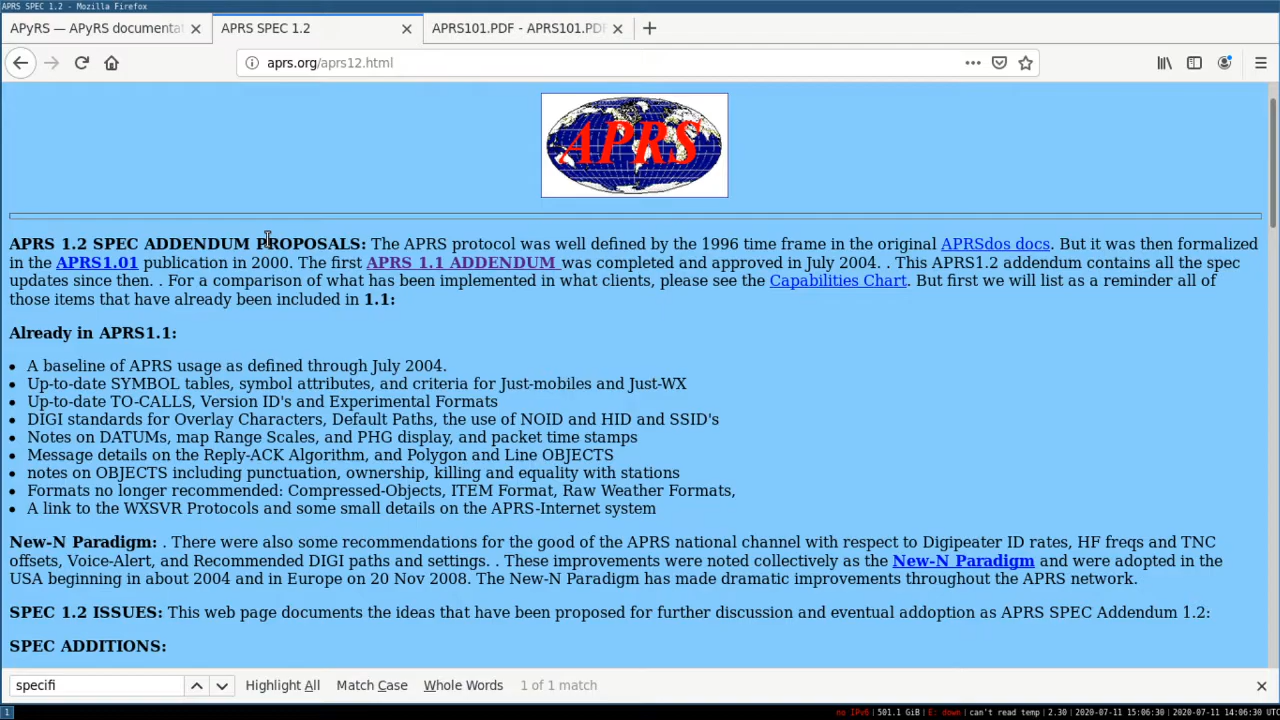 APRS SPEC 1.2 - Mozilla Firefox
APyRS — APyRS documenta
APRS SPEC 1.2
APRS101.PDF - APRS101.PDF
aprs.org/aprs12.html
APRS
APRS 1.2 SPEC ADDENDUM PROPOSALS: The APRS protocol was well defined by the 1996 time frame in the original APRSdos docs. But it was then formalized
in the APRS1.01 publication in 2000. The first APRS 1.1 ADDENDUM was completed and approved in July 2004. . This APRS1.2 addendum contains all the spec
updates since then. . For a comparison of what has been implemented in what clients, please see the Capabilities Chart. But first we will list as a reminder all of
those items that have already been included in 1.1:
Already in APRS1.1:
• A baseline of APRS usage as defined through July 2004.
• Up-to-date SYMBOL tables, symbol attributes, and criteria for Just-mobiles and Just-WX
• Up-to-date TO-CALLS, Version ID's and Experimental Formats
• DIGI standards for Overlay Characters, Default Paths, the use of NOID and HID and SSID's
• Notes on DATUMs, map Range Scales, and PHG display, and packet time stamps
• Message details on the Reply-ACK Algorithm, and Polygon and Line OBJECTS
• notes on OBJECTS including punctuation, ownership, killing and equality with stations
• Formats no longer recommended: Compressed-Objects, ITEM Format, Raw Weather Formats,
• A link to the WXSVR Protocols and some small details on the APRS-Internet system
New-N Paradigm: . There were also some recommendations for the good of the APRS national channel with respect to Digipeater ID rates, HF freqs and TNC
offsets, Voice-Alert, and Recommended DIGI paths and settings. . These improvements were noted collectively as the New-N Paradigm and were adopted in the
USA beginning in about 2004 and in Europe on 20 Nov 2008. The New-N Paradigm has made dramatic improvements throughout the APRS network.
SPEC 1.2 ISSUES: This web page documents the ideas that have been proposed for further discussion and eventual addoption as APRS SPEC Addendum 1.2:
SPEC ADDITIONS:
specifi
Highlight All
Match Case
Whole Words
1 of 1 match
1
no IPv6 | 501.1 GiB | E: down | can't read temp | 2.30 | 2020-07-11 15:06:30 | 2020-07-11 14:06:30 UTC